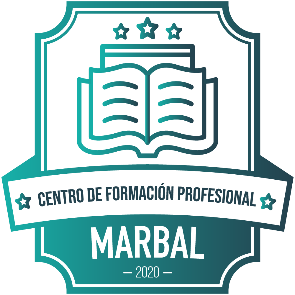 CENTRO DE FORMACIÓN PROFESIONAL
MARBAL
– 2020 –